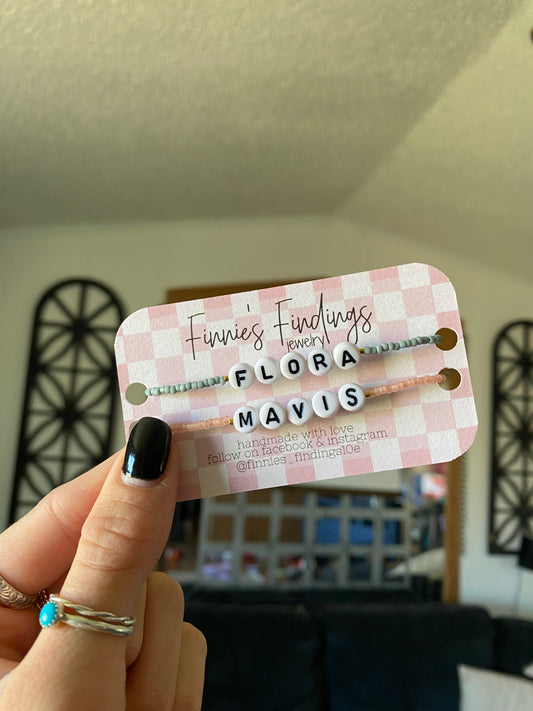 Finnie's Findings
jewelry
FLORA
MAVIS
handmade with love
follow on facebook & instagram
@finnies_findings10e